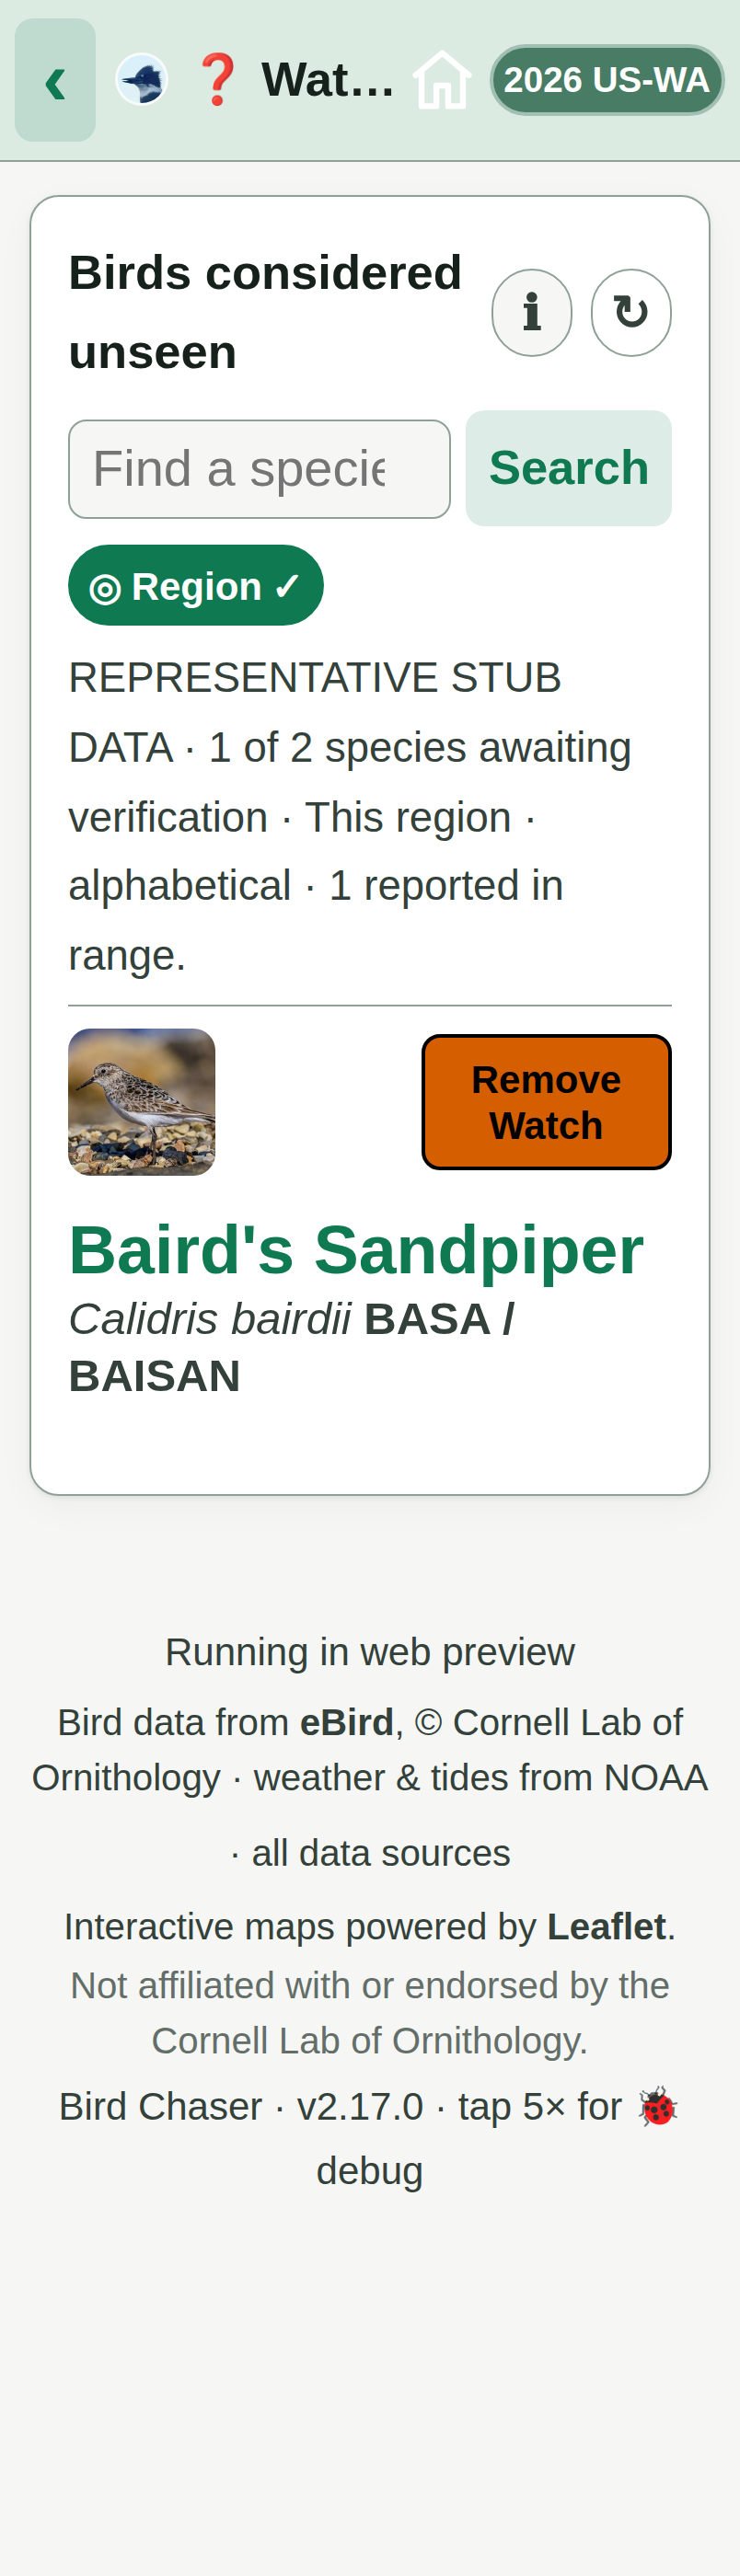 ‹ ❓ Wat… 2026 US-WA
Birds considered
unseen
ℹ ↻
Find a specie
Search
◎ Region ✓
REPRESENTATIVE STUB
DATA · 1 of 2 species awaiting
verification · This region ·
alphabetical · 1 reported in
range.
Remove
Watch
Baird's Sandpiper
Calidris bairdii BASA /
BAISAN
Running in web preview
Bird data from eBird, © Cornell Lab of
Ornithology · weather & tides from NOAA
· all data sources
Interactive maps powered by Leaflet.
Not affiliated with or endorsed by the
Cornell Lab of Ornithology.
Bird Chaser · v2.17.0 · tap 5× for 🐞
debug